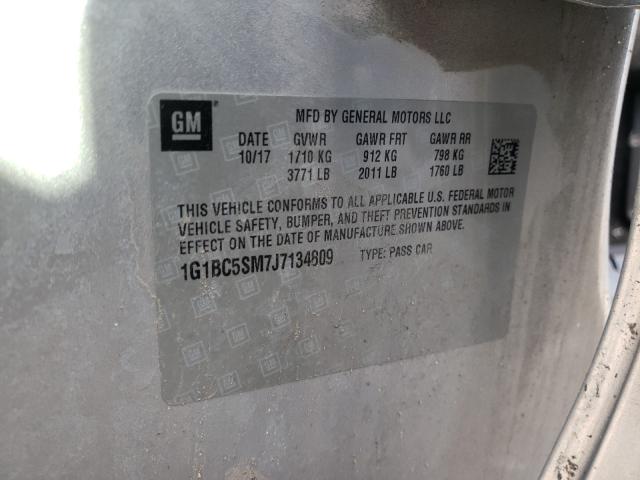 GM
MFD BY GENERAL MOTORS LLC
DATE GVWR GAWR FRT GAWR RR
10/17 1710 KG 912 KG 798 KG
3771 LB 2011 LB 1760 LB
THIS VEHICLE CONFORMS TO ALL APPLICABLE U.S. FEDERAL MOTOR
VEHICLE SAFETY, BUMPER, AND THEFT PREVENTION STANDARDS IN
EFFECT ON THE DATE OF MANUFACTURE SHOWN ABOVE.
1G1BC5SM7J7134809 TYPE: PASS CAR